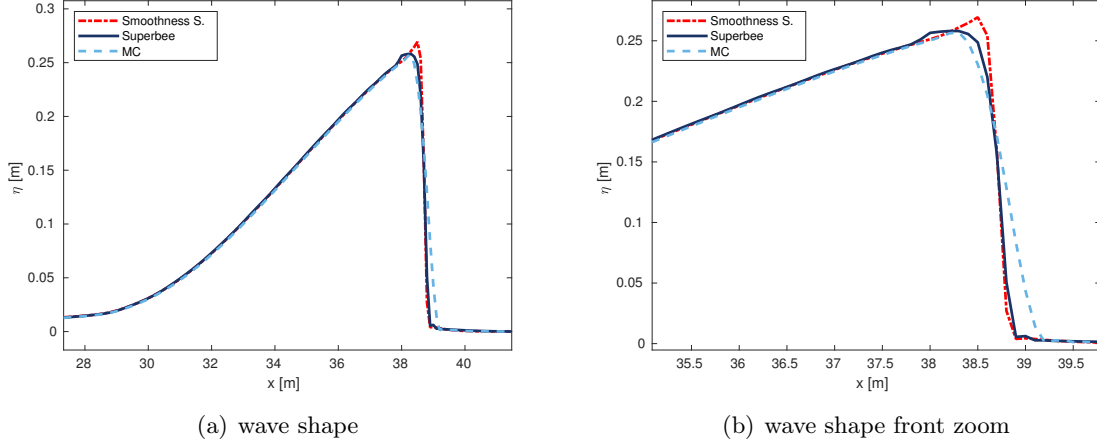 0.3
0.25
0.2
0.15
0.1
0.05
0
η [m]
Smoothness S.
Superbee
MC
28 30 32 34 36 38 40
x [m]
(a) wave shape
0.25
0.2
0.15
0.1
0.05
0
η [m]
Smoothness S.
Superbee
MC
35.5 36 36.5 37 37.5 38 38.5 39 39.5
x [m]
(b) wave shape front zoom